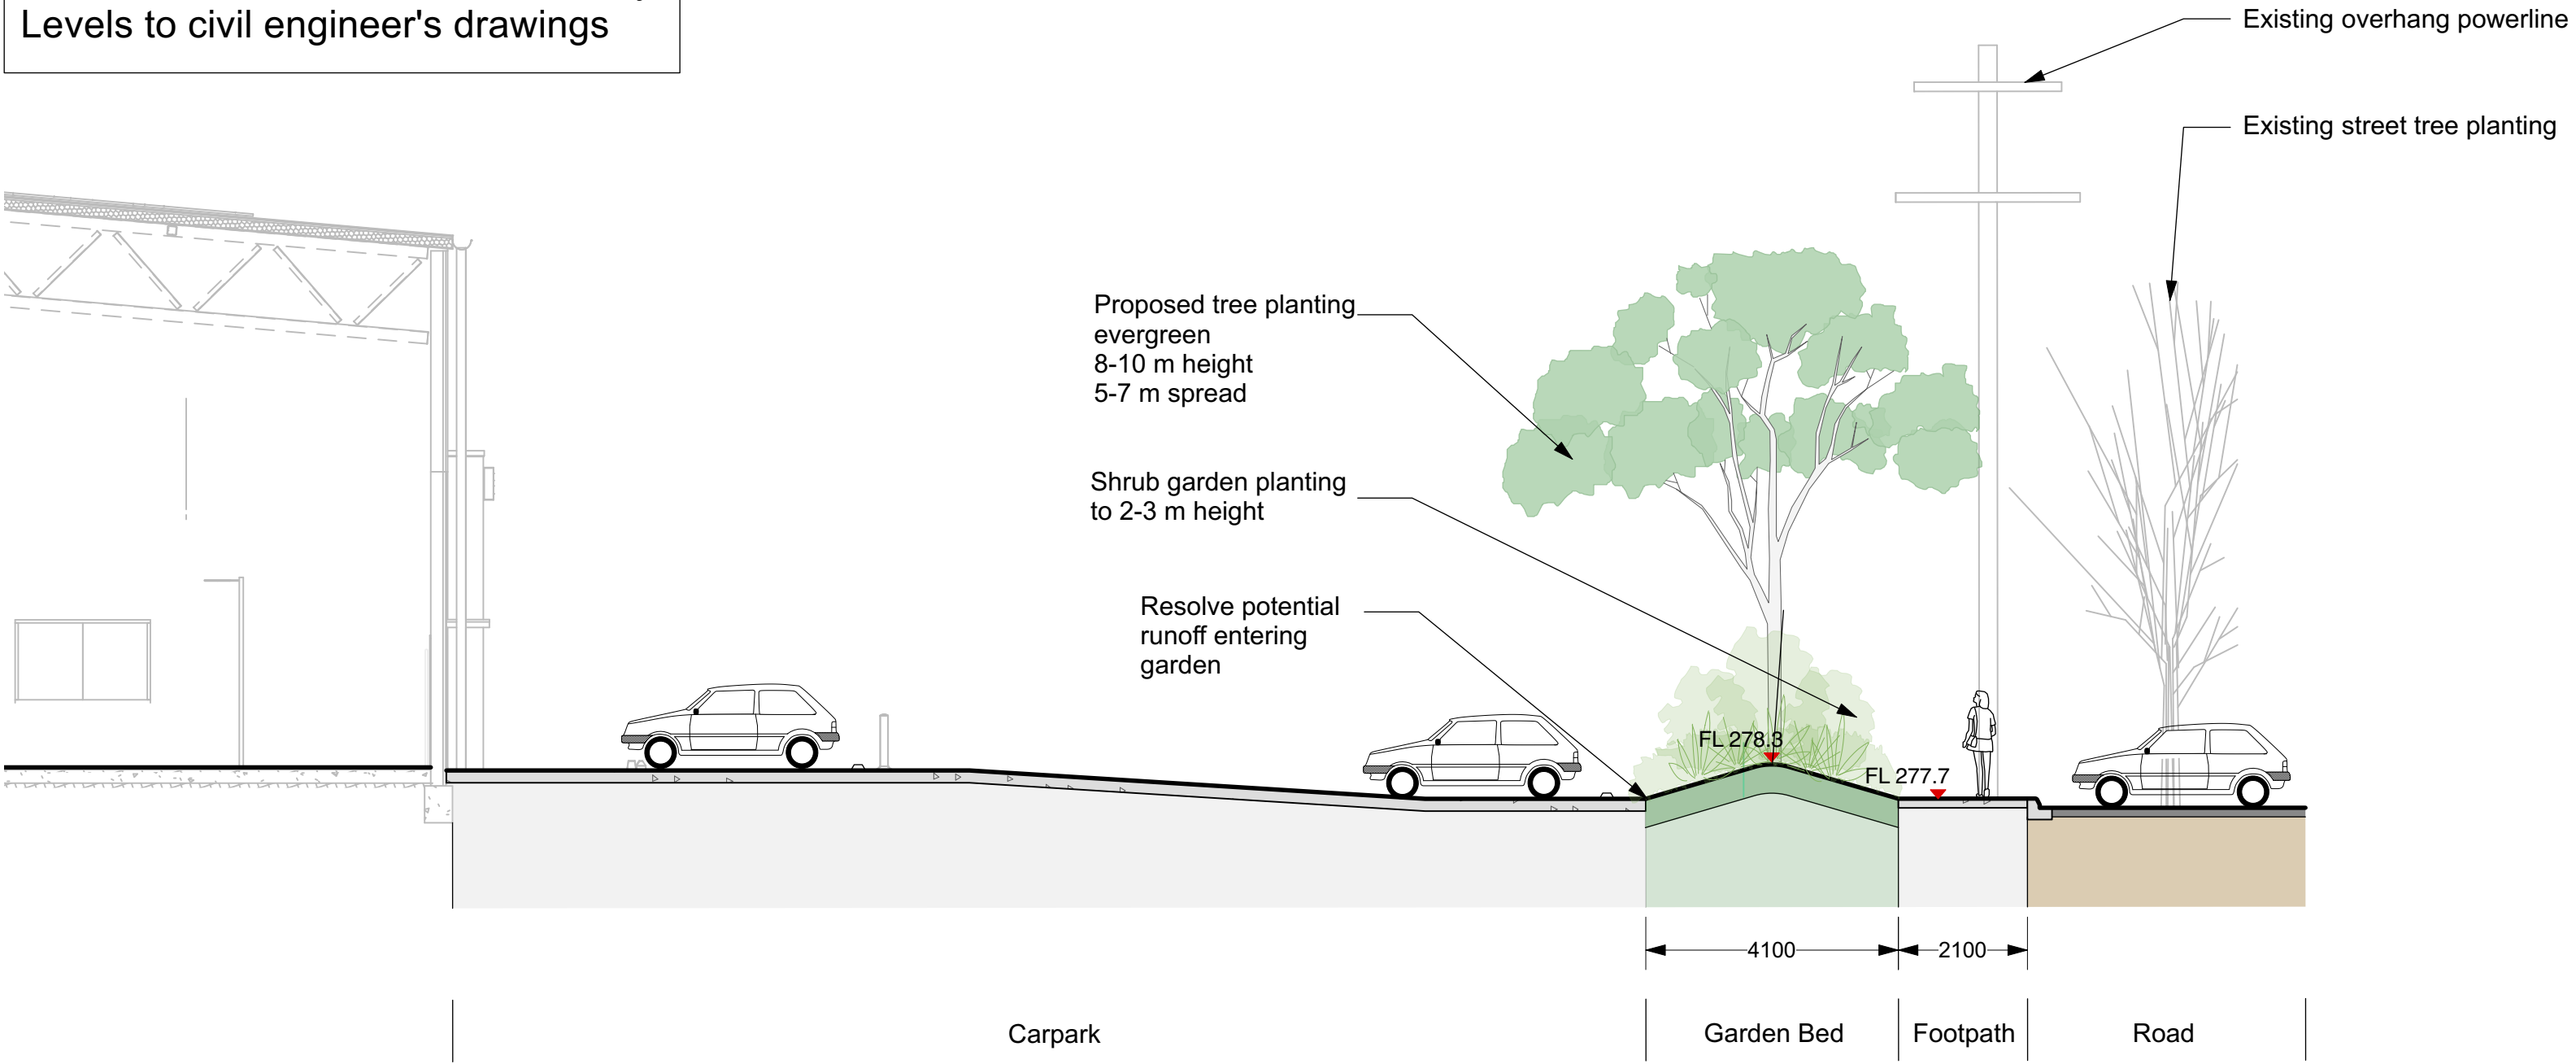 Levels to civil engineer's drawings
Existing overhang powerline
Existing street tree planting
Proposed tree planting
evergreen
8-10 m height
5-7 m spread
Shrub garden planting
to 2-3 m height
Resolve potential
runoff entering
garden
FL 278.3
FL 277.7
4100
2100
Carpark
Garden Bed
Footpath
Road